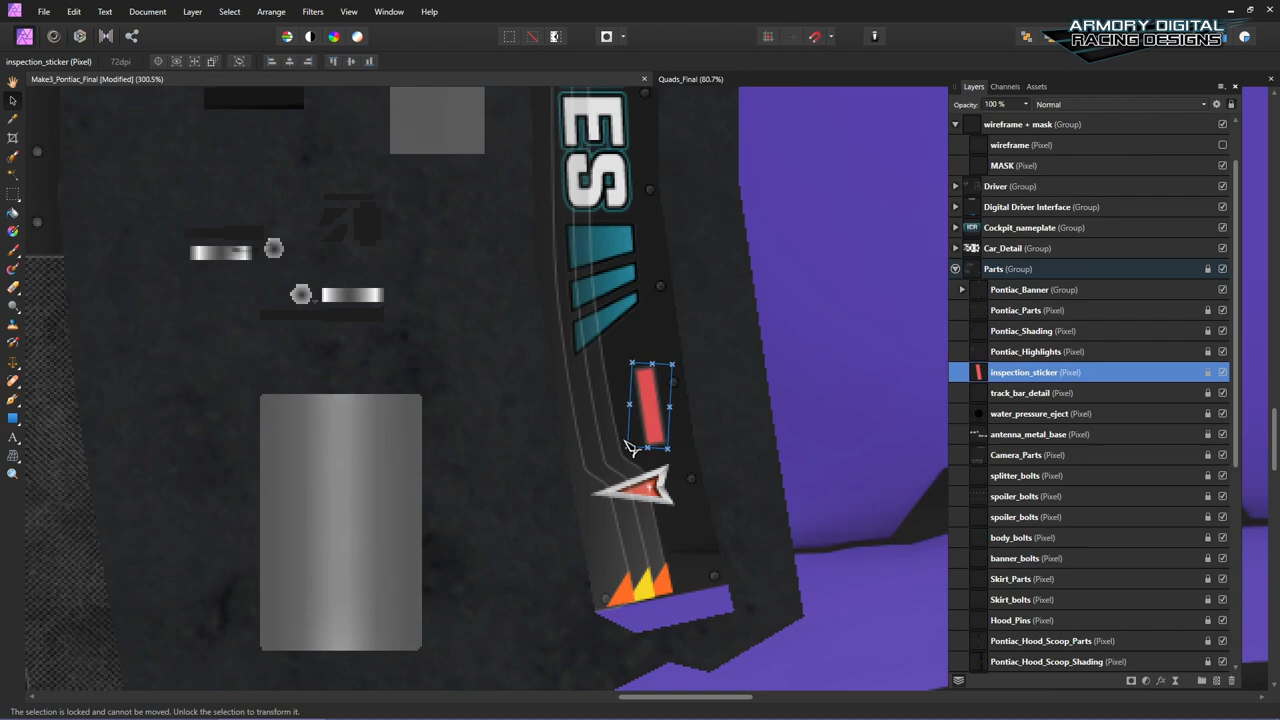 File Edit Text Document Layer Select Arrange Filters View Window Help
ARMORY DIGITAL
RACING DESIGNS
inspection_sticker (Pixel) 72dpi
Make3_Pontiac_Final [Modified] (300.5%)
Quads_Final (80.7%)
Layers Channels Assets
Opacity: 100 % Normal
wireframe + mask (Group)
wireframe (Pixel)
MASK (Pixel)
Driver (Group)
Digital Driver Interface (Group)
Cockpit_nameplate (Group)
Car_Detail (Group)
Parts (Group)
Pontiac_Banner (Group)
Pontiac_Parts (Pixel)
Pontiac_Shading (Pixel)
Pontiac_Highlights (Pixel)
inspection_sticker (Pixel)
track_bar_detail (Pixel)
water_pressure_eject (Pixel)
antenna_metal_base (Pixel)
Camera_Parts (Pixel)
splitter_bolts (Pixel)
spoiler_bolts (Pixel)
spoiler_bolts (Pixel)
body_bolts (Pixel)
banner_bolts (Pixel)
Skirt_Parts (Pixel)
Skirt_bolts (Pixel)
Hood_Pins (Pixel)
Pontiac_Hood_Scoop_Parts (Pixel)
Pontiac_Hood_Scoop_Shading (Pixel)
ES
The selection is locked and cannot be moved. Unlock the selection to transform it.